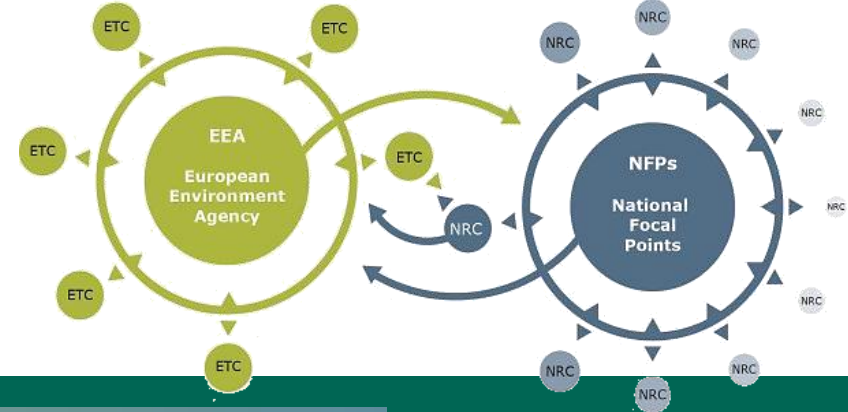 ETC
ETC
ETC
ETC
ETC
ETC
EEA
European
Environment
Agency
NRC
NRC
NRC
NRC
NRC
NRC
NRC
NRC
NRC
NRC
NFPs
National
Focal
Points